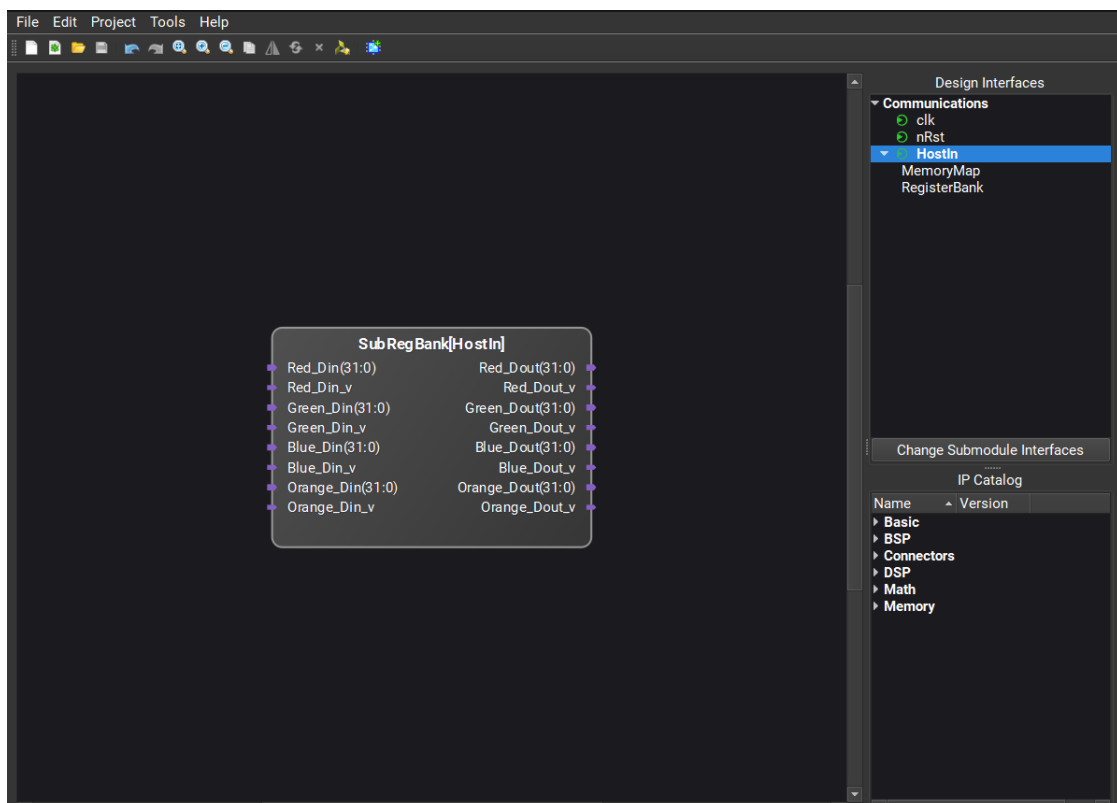 File Edit Project Tools Help
Design Interfaces
Communications
clk
nRst
HostIn
MemoryMap
RegisterBank
SubRegBank[HostIn]
Red_Din(31:0) Red_Dout(31:0)
Red_Din_v Red_Dout_v
Green_Din(31:0) Green_Dout(31:0)
Green_Din_v Green_Dout_v
Blue_Din(31:0) Blue_Dout(31:0)
Blue_Din_v Blue_Dout_v
Orange_Din(31:0) Orange_Dout(31:0)
Orange_Din_v Orange_Dout_v
Change Submodule Interfaces
IP Catalog
Name Version
Basic
BSP
Connectors
DSP
Math
Memory